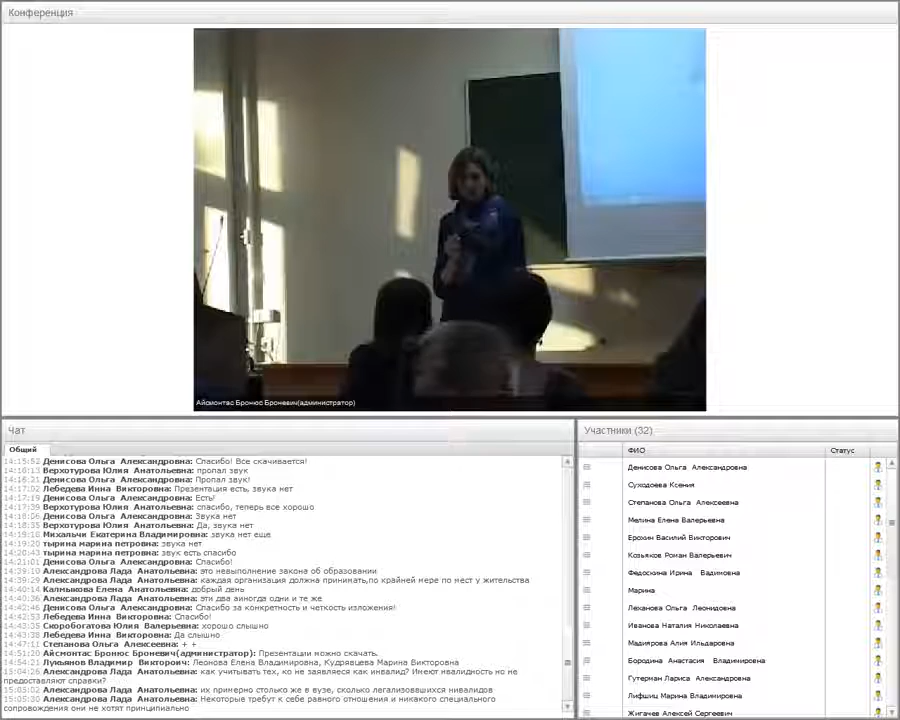 Конференция
Айсмонтас Бронюс Броневич(администратор)
Чат
Общий
14:15:52 Денисова Ольга Александровна: Спасибо! Все скачивается!
14:16:13 Верхотурова Юлия Анатольевна: пропал звук
14:16:21 Денисова Ольга Александровна: Пропал звук!
14:17:02 Лебедева Инна Викторовна: Презентация есть, звука нет
14:17:19 Денисова Ольга Александровна: Есть!
14:17:39 Верхотурова Юлия Анатольевна: спасибо, теперь все хорошо
14:18:06 Денисова Ольга Александровна: Звука нет
14:18:35 Верхотурова Юлия Анатольевна: Да, звука нет
14:19:18 Михальчи Екатерина Владимировна: звука нет еще
14:19:20 тырина марина петровна: звука нет
14:20:43 тырина марина петровна: звук есть спасибо
14:21:01 Денисова Ольга Александровна: Спасибо!
14:39:10 Александрова Лада Анатольевна: это невыполнение закона об образовании
14:39:29 Александрова Лада Анатольевна: каждая организация должна принимать,по крайней мере по мест у жительства
14:40:14 Калмыкова Елена Анатольевна: добрый день
14:40:36 Александрова Лада Анатольевна: эти два аиногда одни и те же
14:42:46 Денисова Ольга Александровна: Спасибо за конкретность и четкость изложения!
14:42:53 Лебедева Инна Викторовна: Спасибо!
14:43:35 Скоробогатова Юлия Валерьевна: хорошо слышно
14:43:38 Лебедева Инна Викторовна: Да слышно
14:47:11 Степанова Ольга Алексеевна: + +
14:51:20 Айсмонтас Бронюс Броневич(администратор): Презентации можно скачать.
14:54:21 Лукьянов Владимир Викторович: Леонова Елена Владимировна, Кудрявцева Марина Викторовна
15:04:26 Александрова Лада Анатольевна: как учитывать тех, ко не заявляеся как инвалид? Имеют ивалидность но не
предоставляют справки?
15:05:02 Александрова Лада Анатольевна: их примерно столько же в вузе, сколько легализовавшихся нивалидов
15:05:30 Александрова Лада Анатольевна: Некоторые требут к себе равного отношения и никакого специального
сопровождения они не хотят принципиально
Участники (32)
ФИО Статус
Денисова Ольга Александровна
Суходоева Ксения
Степанова Ольга Алексеевна
Мелина Елена Валерьевна
Ерохин Василий Викторович
Козьяков Роман Валерьевич
Федоскина Ирина Вадимовна
Марина
Леханова Ольга Леонидовна
Иванова Наталия Николаевна
Мадиярова Алия Ильдаровна
Бородина Анастасия Владимировна
Гутерман Лариса Александровна
Лифшиц Марина Владимировна
Жигачев Алексей Сергеевич